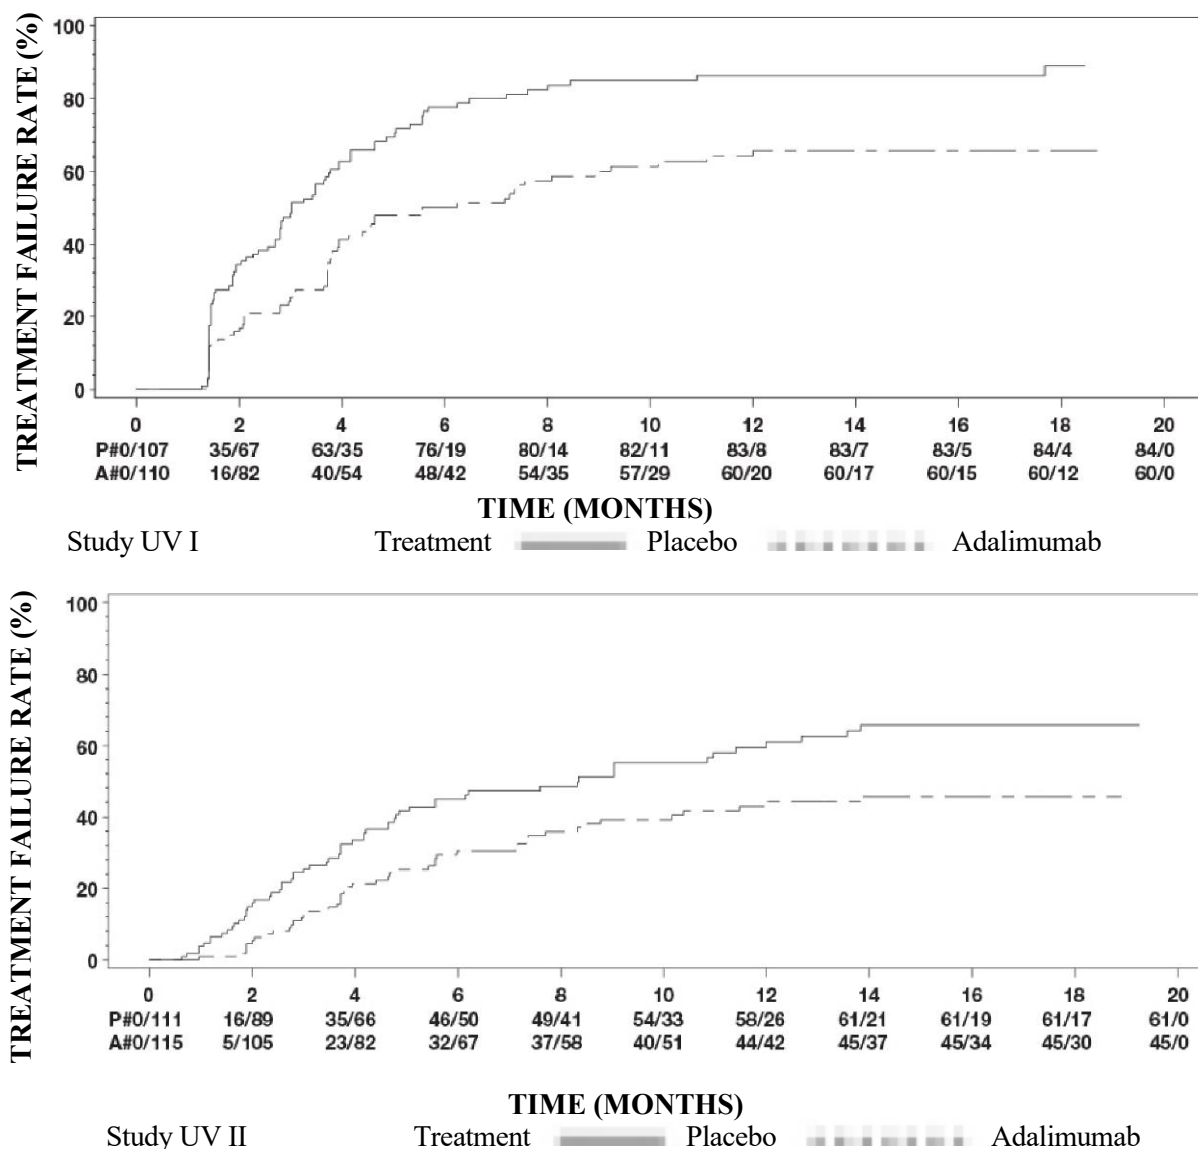 TREATMENT FAILURE RATE (%)
100
80
60
40
20
0
0 2 4 6 8 10 12 14 16 18 20
P#0/107 35/67 63/35 76/19 80/14 82/11 83/8 83/7 83/5 84/4 84/0
A#0/110 16/82 40/54 48/42 54/35 57/29 60/20 60/17 60/15 60/12 60/0
TIME (MONTHS)
Study UV I Treatment Placebo Adalimumab
TREATMENT FAILURE RATE (%)
100
80
60
40
20
0
0 2 4 6 8 10 12 14 16 18 20
P#0/111 16/89 35/66 46/50 49/41 54/33 58/26 61/21 61/19 61/17 61/0
A#0/115 5/105 23/82 32/67 37/58 40/51 44/42 45/37 45/34 45/30 45/0
TIME (MONTHS)
Study UV II Treatment Placebo Adalimumab